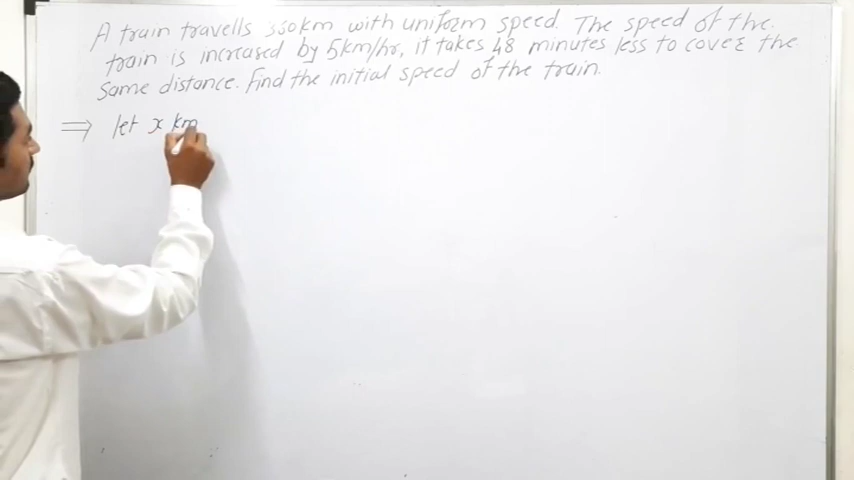 A train travells 360km with uniform speed. The speed of the
train is increased by 5km/hr, it takes 48 minutes less to cover the
same distance. Find the initial speed of the train.
⇒ let x km